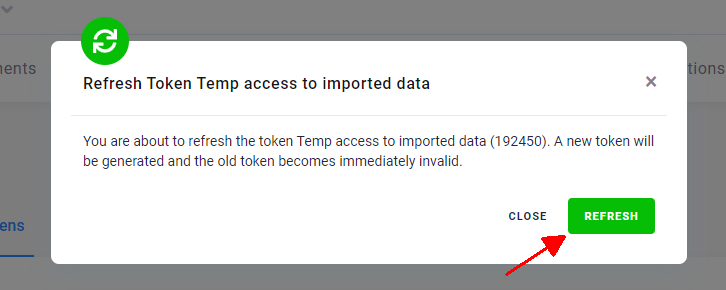 ments
tions
Refresh Token Temp access to imported data
×
You are about to refresh the token Temp access to imported data (192450). A new token will
be generated and the old token becomes immediately invalid.
ens
CLOSE
REFRESH